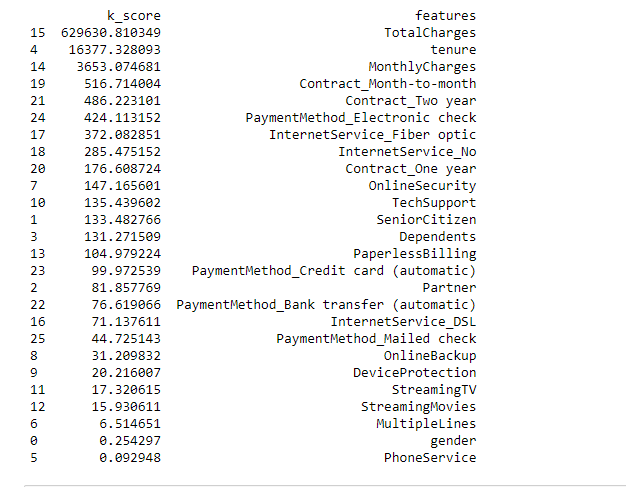 k_score features
15 629630.810349 TotalCharges
4 16377.328093 tenure
14 3653.074681 MonthlyCharges
19 516.714004 Contract_Month-to-month
21 486.223101 Contract_Two year
24 424.113152 PaymentMethod_Electronic check
17 372.082851 InternetService_Fiber optic
18 285.475152 InternetService_No
20 176.608724 Contract_One year
7 147.165601 OnlineSecurity
10 135.439602 TechSupport
1 133.482766 SeniorCitizen
3 131.271509 Dependents
13 104.979224 PaperlessBilling
23 99.972539 PaymentMethod_Credit card (automatic)
2 81.857769 Partner
22 76.619066 PaymentMethod_Bank transfer (automatic)
16 71.137611 InternetService_DSL
25 44.725143 PaymentMethod_Mailed check
8 31.209832 OnlineBackup
9 20.216007 DeviceProtection
11 17.320615 StreamingTV
12 15.930611 StreamingMovies
6 6.514651 MultipleLines
0 0.254297 gender
5 0.092948 PhoneService